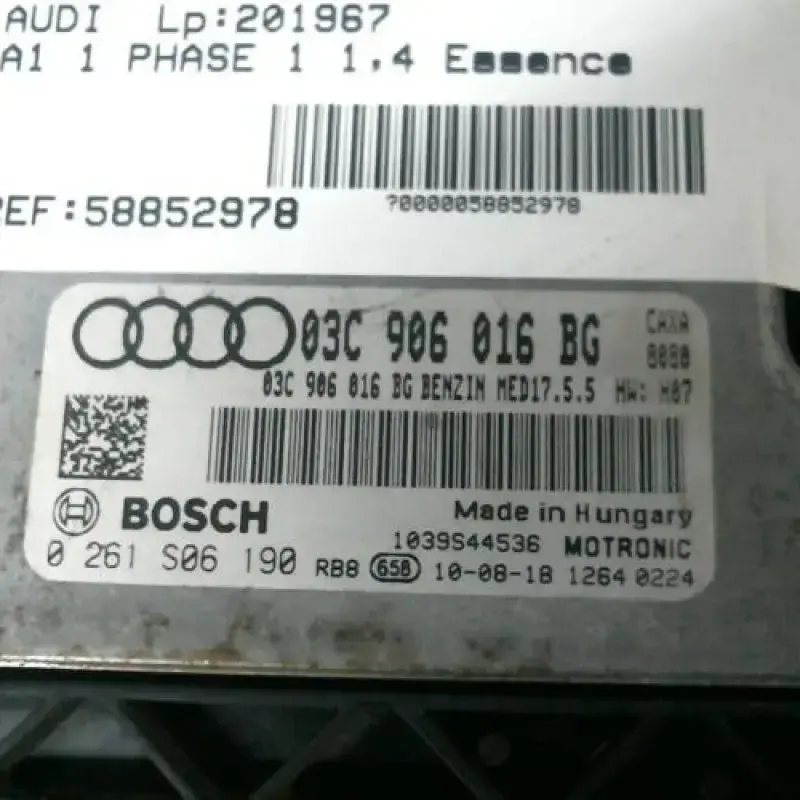 AUDI Lp:201967
A1 1 PHASE 1 1.4 Essence
REF:58852978
?0000058852978
03C 906 016 BG
CAXA
8080
03C 906 016 BG BENZIN MED17.5.5 HW: H07
BOSCH
Made in Hungary
1039S44536 MOTRONIC
0 261 S06 190 RB8 658 10-08-18 1264 0224